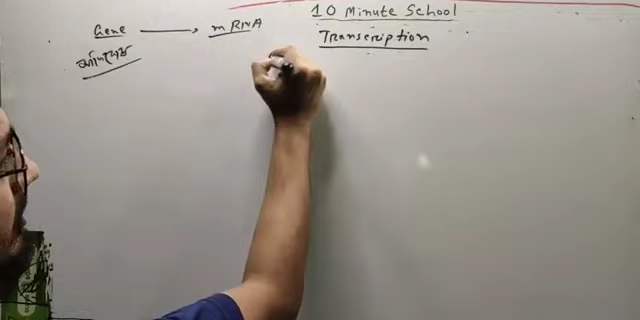 10 Minute School
Gene → mRNA
Transcription